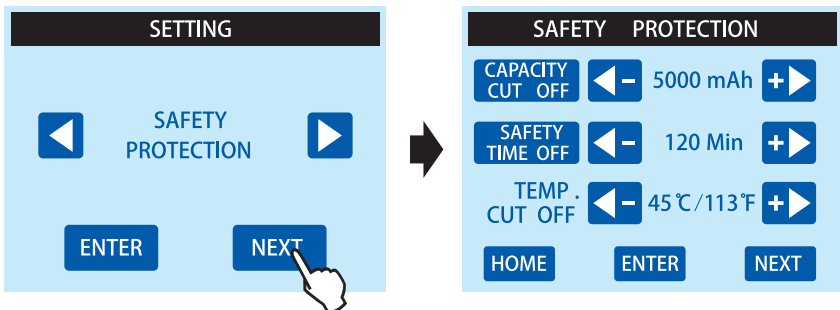 SETTING
SAFETY
PROTECTION
ENTER
NEXT
SAFETY PROTECTION
CAPACITY
CUT OFF
- 5000 mAh +
SAFETY
TIME OFF
- 120 Min +
TEMP.
CUT OFF
- 45℃/113℉ +
HOME
ENTER
NEXT